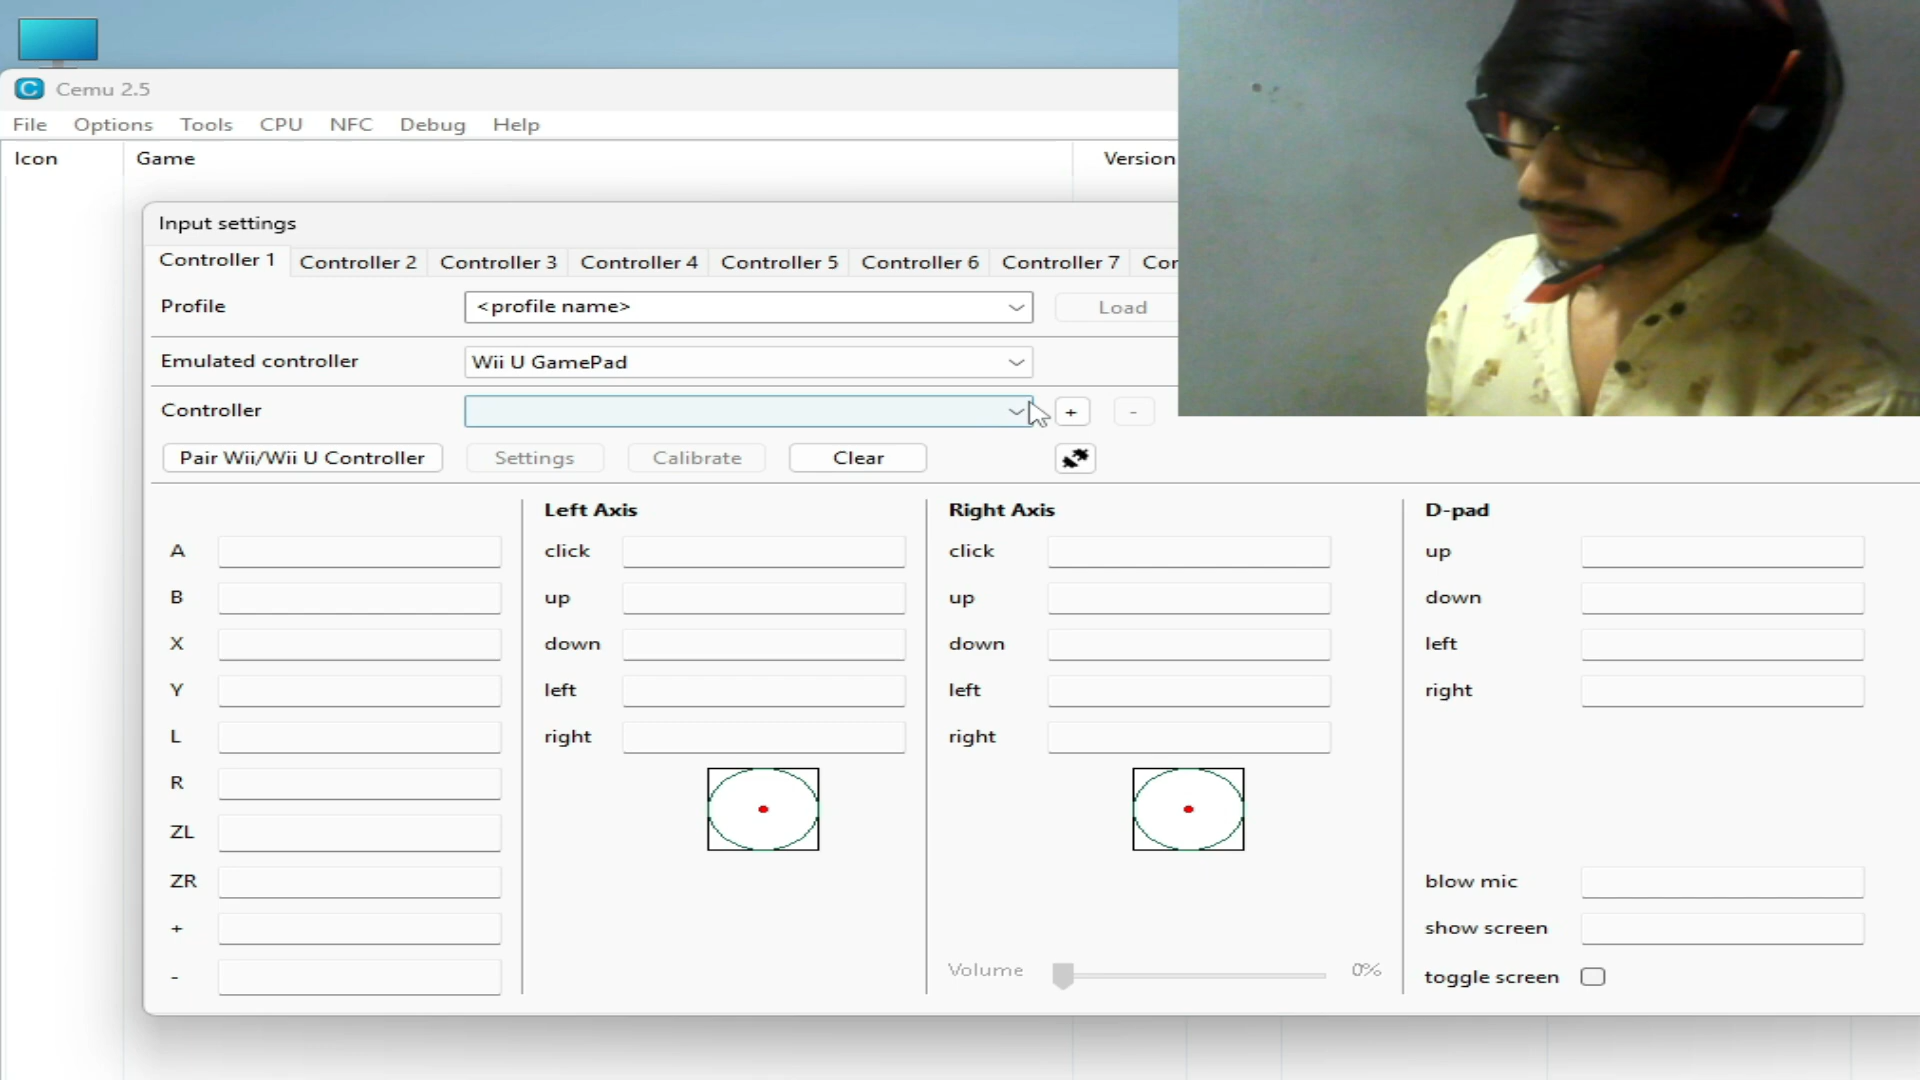 Cemu 2.5
File Options Tools CPU NFC Debug Help
Icon Game Version
Input settings
Controller 1 Controller 2 Controller 3 Controller 4 Controller 5 Controller 6 Controller 7 Cor
Profile <profile name> Load
Emulated controller Wii U GamePad
Controller + -
Pair Wii/Wii U Controller Settings Calibrate Clear
Left Axis Right Axis D-pad
A click click up
B up up down
X down down left
Y left left right
L right right
R
ZL
ZR blow mic
+ show screen
- Volume 0% toggle screen